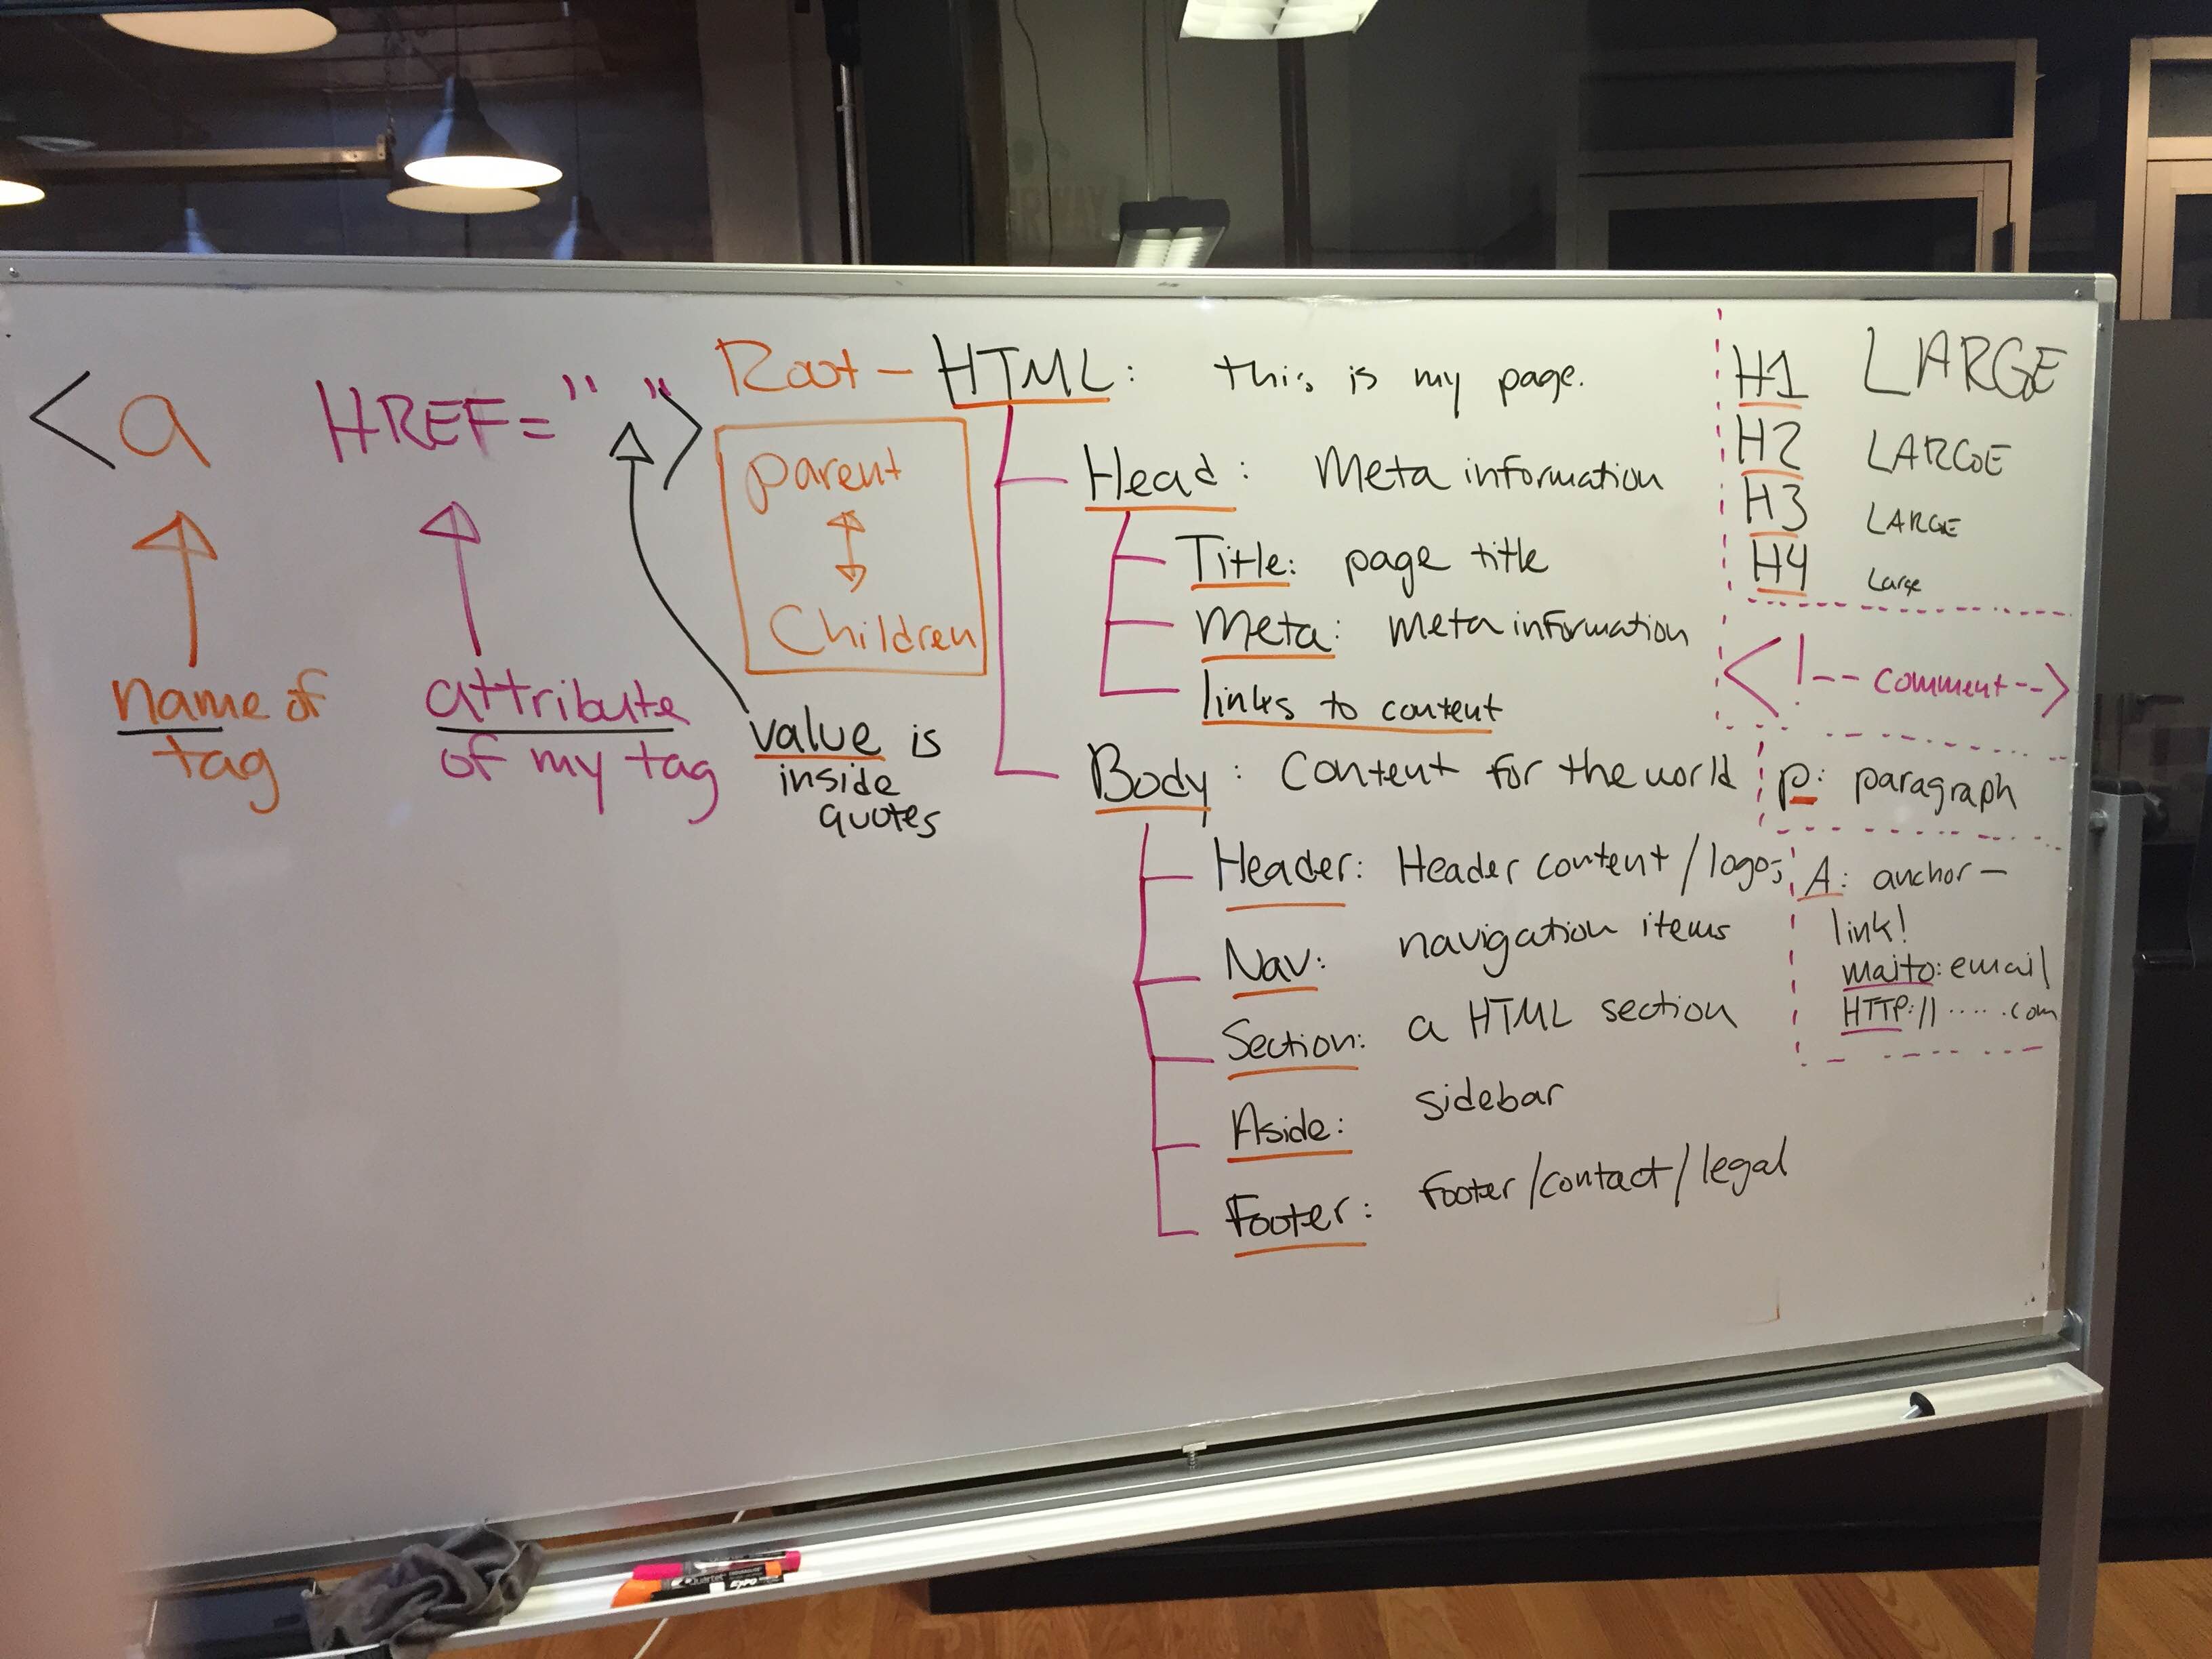 <a HREF=" ">
name of
tag
attribute
of my tag
value is
inside
quotes
Root - HTML: this is my page.
parent
Children
Head: Meta information
Title: page title
Meta: meta information
links to content
Body: Content for the world
Header: Header content/logos
Nav: navigation items
Section: a HTML section
Aside: sidebar
Footer: footer/contact/legal
H1 LARGE
H2 LARGE
H3 LARGE
H4 Large
<!-- comment-->
p: paragraph
A: anchor -
link!
maito: email
HTTP:// ..... .com
Quartet
EXPO